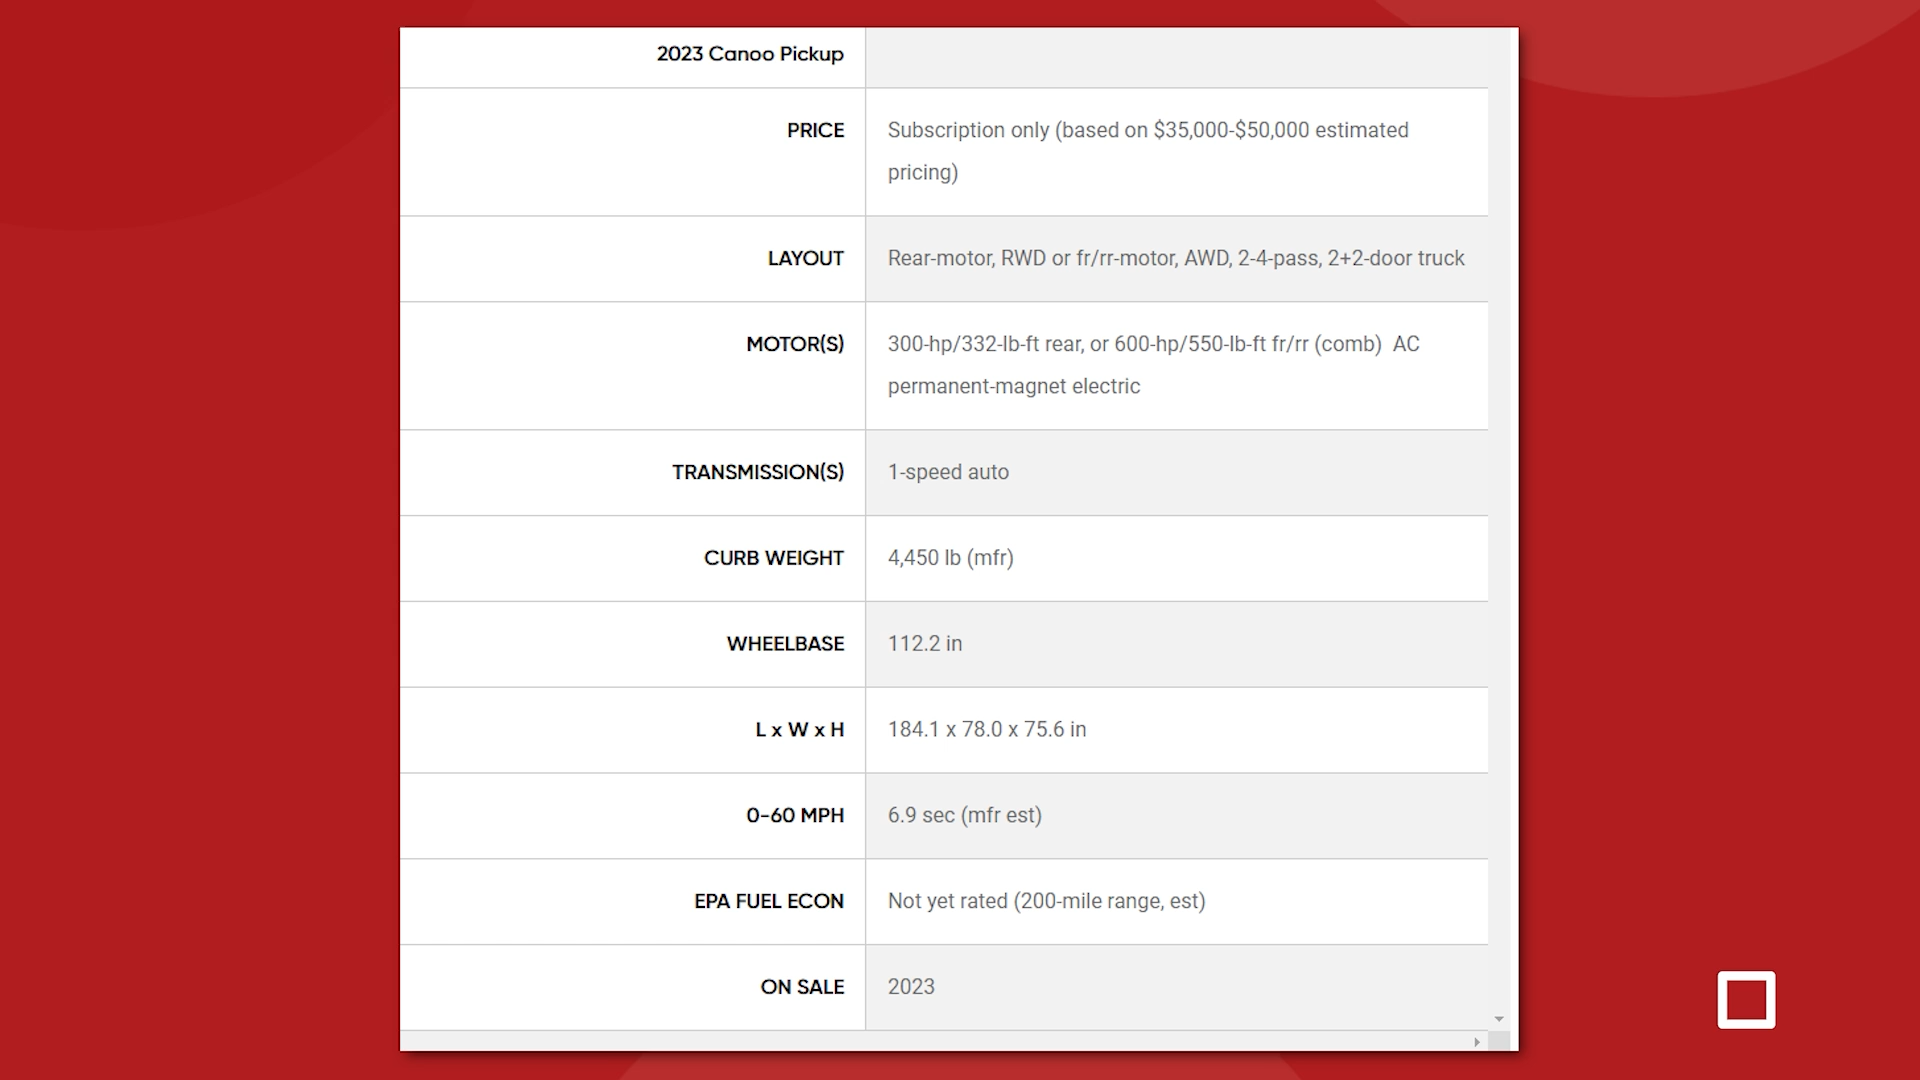 2023 Canoo Pickup
PRICE
Subscription only (based on $35,000-$50,000 estimated
pricing)
LAYOUT
Rear-motor, RWD or fr/rr-motor, AWD, 2-4-pass, 2+2-door truck
MOTOR(S)
300-hp/332-lb-ft rear, or 600-hp/550-lb-ft fr/rr (comb)  AC
permanent-magnet electric
TRANSMISSION(S)
1-speed auto
CURB WEIGHT
4,450 lb (mfr)
WHEELBASE
112.2 in
L x W x H
184.1 x 78.0 x 75.6 in
0-60 MPH
6.9 sec (mfr est)
EPA FUEL ECON
Not yet rated (200-mile range, est)
ON SALE
2023